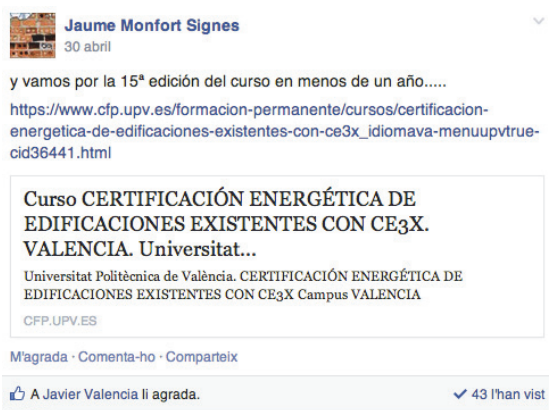 Jaume Monfort Signes
30 abril
y vamos por la 15ª edición del curso en menos de un año.....
https://www.cfp.upv.es/formacion-permanente/cursos/certificacion-
energetica-de-edificaciones-existentes-con-ce3x_idiomava-menuupvtrue-
cid36441.html
Curso CERTIFICACIÓN ENERGÉTICA DE
EDIFICACIONES EXISTENTES CON CE3X.
VALENCIA. Universitat...
Universitat Politècnica de València. CERTIFICACIÓN ENERGÉTICA DE
EDIFICACIONES EXISTENTES CON CE3X Campus VALENCIA
CFP.UPV.ES
M'agrada · Comenta-ho · Comparteix
A Javier Valencia li agrada.
43 l'han vist